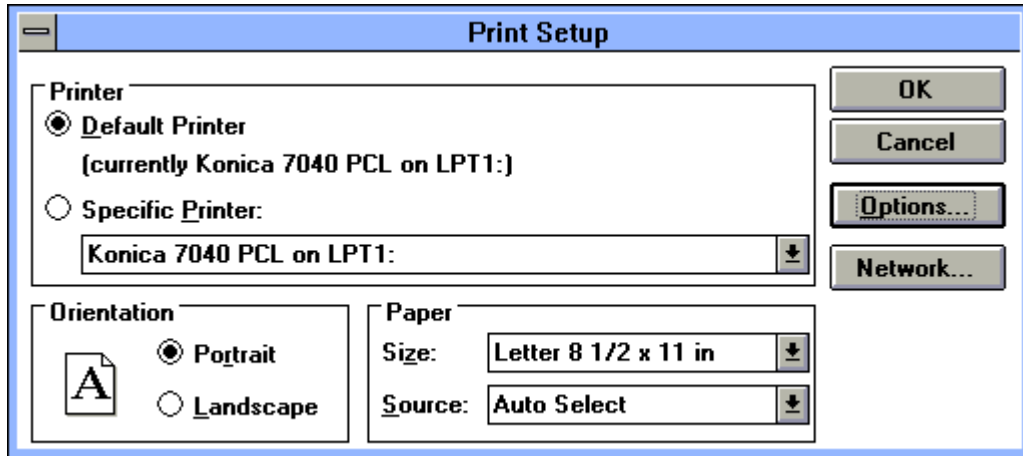 Print Setup
Printer
Default Printer
(currently Konica 7040 PCL on LPT1:)
Specific Printer:
Konica 7040 PCL on LPT1:
OK
Cancel
Options...
Network...
Orientation
A
Portrait
Landscape
Paper
Size: Letter 8 1/2 x 11 in
Source: Auto Select